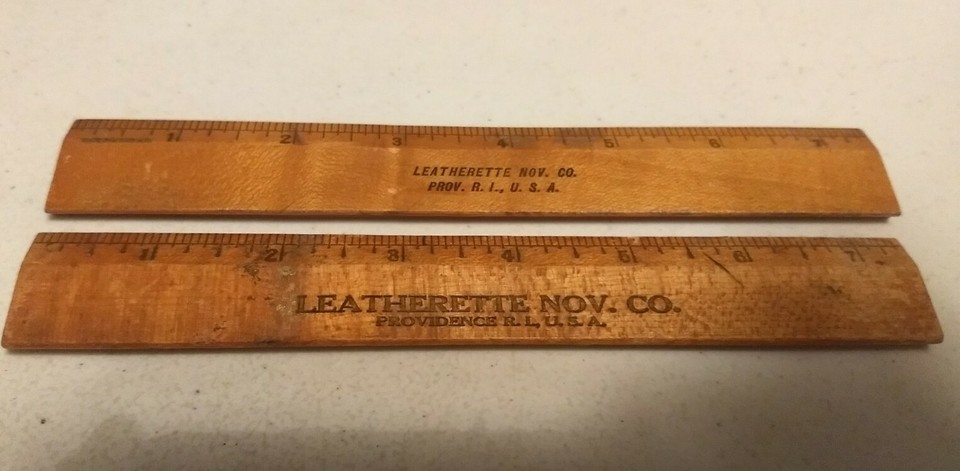 1 2 3 4 5 6 7
LEATHERETTE NOV. CO.
PROV. R. I., U. S. A.
1 2 3 4 5 6 7
LEATHERETTE NOV. CO.
PROVIDENCE R. I., U. S. A.